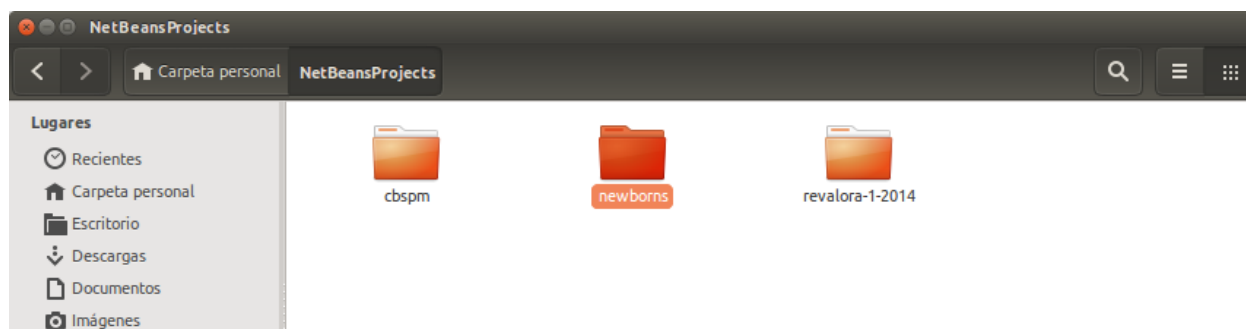 NetBeansProjects
Carpeta personal NetBeansProjects
Lugares
Recientes
Carpeta personal
Escritorio
Descargas
Documentos
Imágenes
cbspm newborns revalora-1-2014